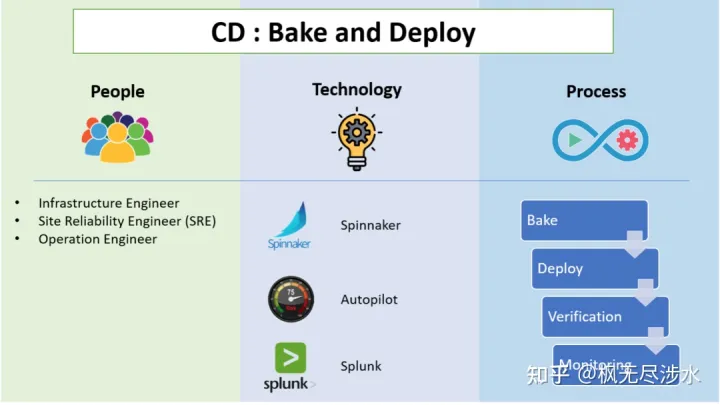 CD : Bake and Deploy
People
Technology
Process
• Infrastructure Engineer
• Site Reliability Engineer (SRE)
• Operation Engineer
Spinnaker
Spinnaker
75
Autopilot
splunk>
Splunk
Bake
Deploy
Verification
Monitoring
知乎 @枫无尽涉水